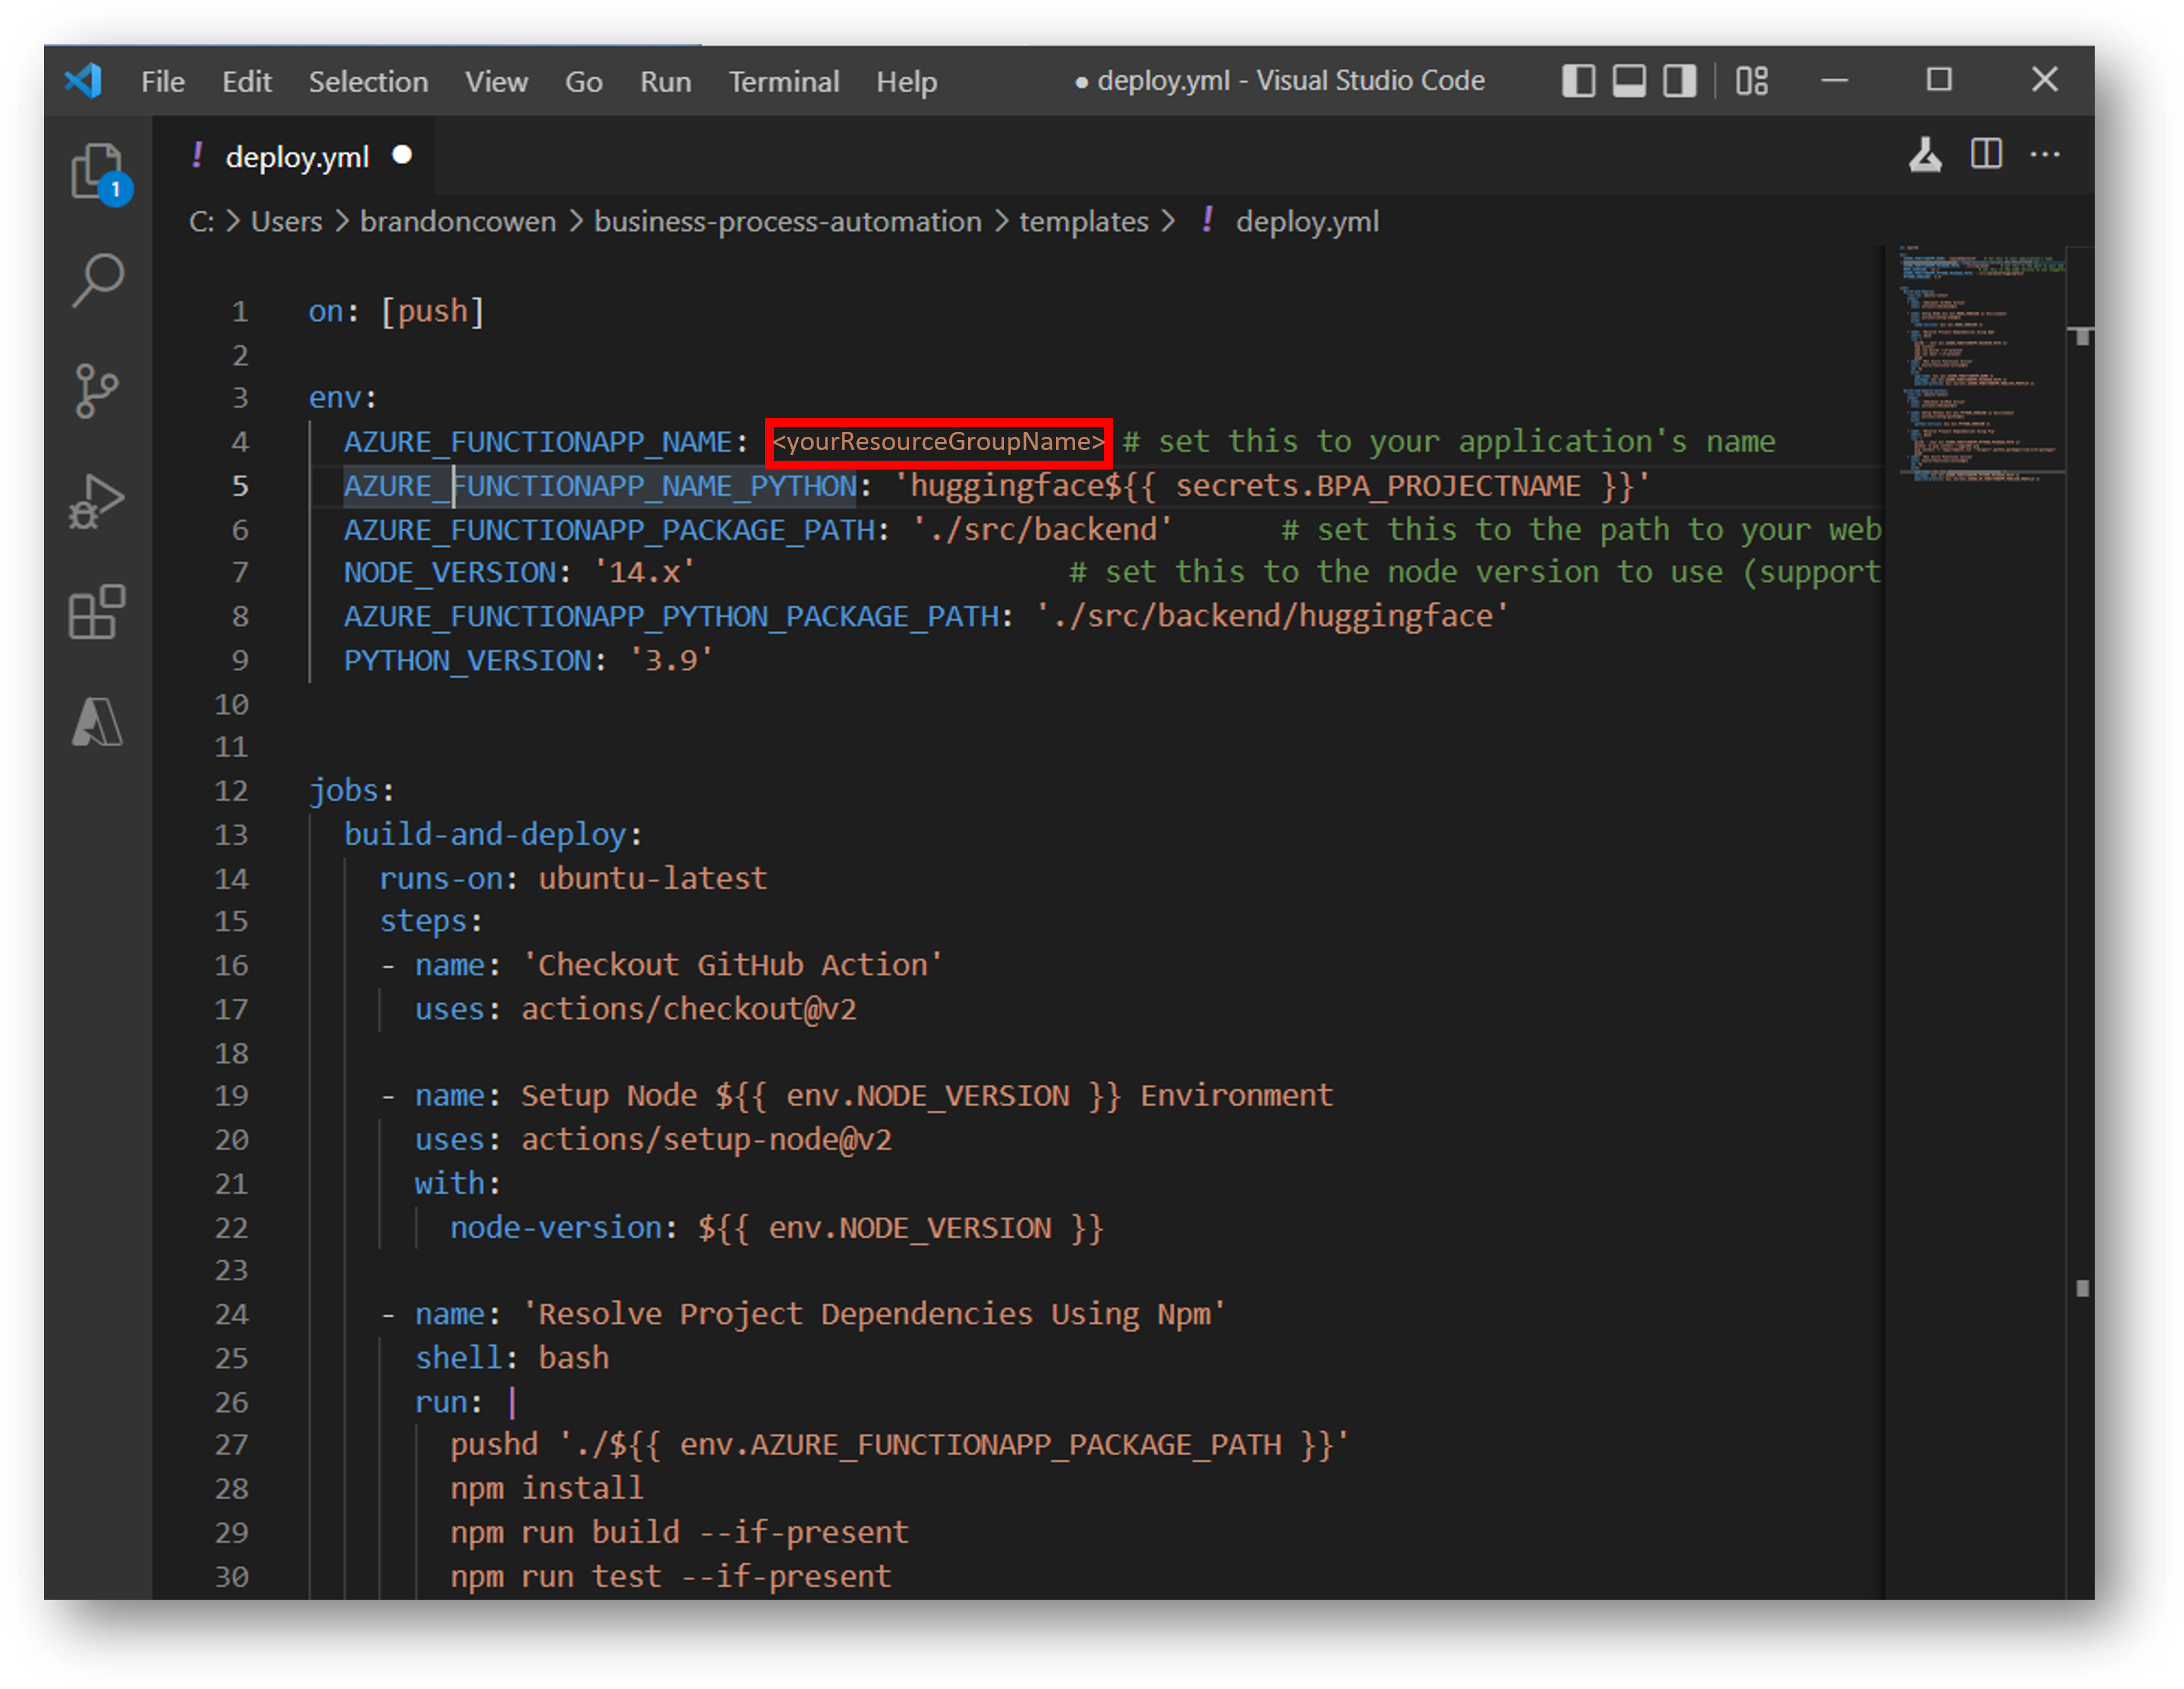 File Edit Selection View Go Run Terminal Help ● deploy.yml - Visual Studio Code
! deploy.yml ●
1
C: > Users > brandoncowen > business-process-automation > templates > ! deploy.yml
1 on: [push]
2
3 env:
4 AZURE_FUNCTIONAPP_NAME: <yourResourceGroupName> # set this to your application's name
5 AZURE_FUNCTIONAPP_NAME_PYTHON: 'huggingface${{ secrets.BPA_PROJECTNAME }}'
6 AZURE_FUNCTIONAPP_PACKAGE_PATH: './src/backend' # set this to the path to your web
7 NODE_VERSION: '14.x' # set this to the node version to use (support
8 AZURE_FUNCTIONAPP_PYTHON_PACKAGE_PATH: './src/backend/huggingface'
9 PYTHON_VERSION: '3.9'
10
11
12 jobs:
13 build-and-deploy:
14 runs-on: ubuntu-latest
15 steps:
16 - name: 'Checkout GitHub Action'
17 uses: actions/checkout@v2
18
19 - name: Setup Node ${{ env.NODE_VERSION }} Environment
20 uses: actions/setup-node@v2
21 with:
22 node-version: ${{ env.NODE_VERSION }}
23
24 - name: 'Resolve Project Dependencies Using Npm'
25 shell: bash
26 run: |
27 pushd './${{ env.AZURE_FUNCTIONAPP_PACKAGE_PATH }}'
28 npm install
29 npm run build --if-present
30 npm run test --if-present